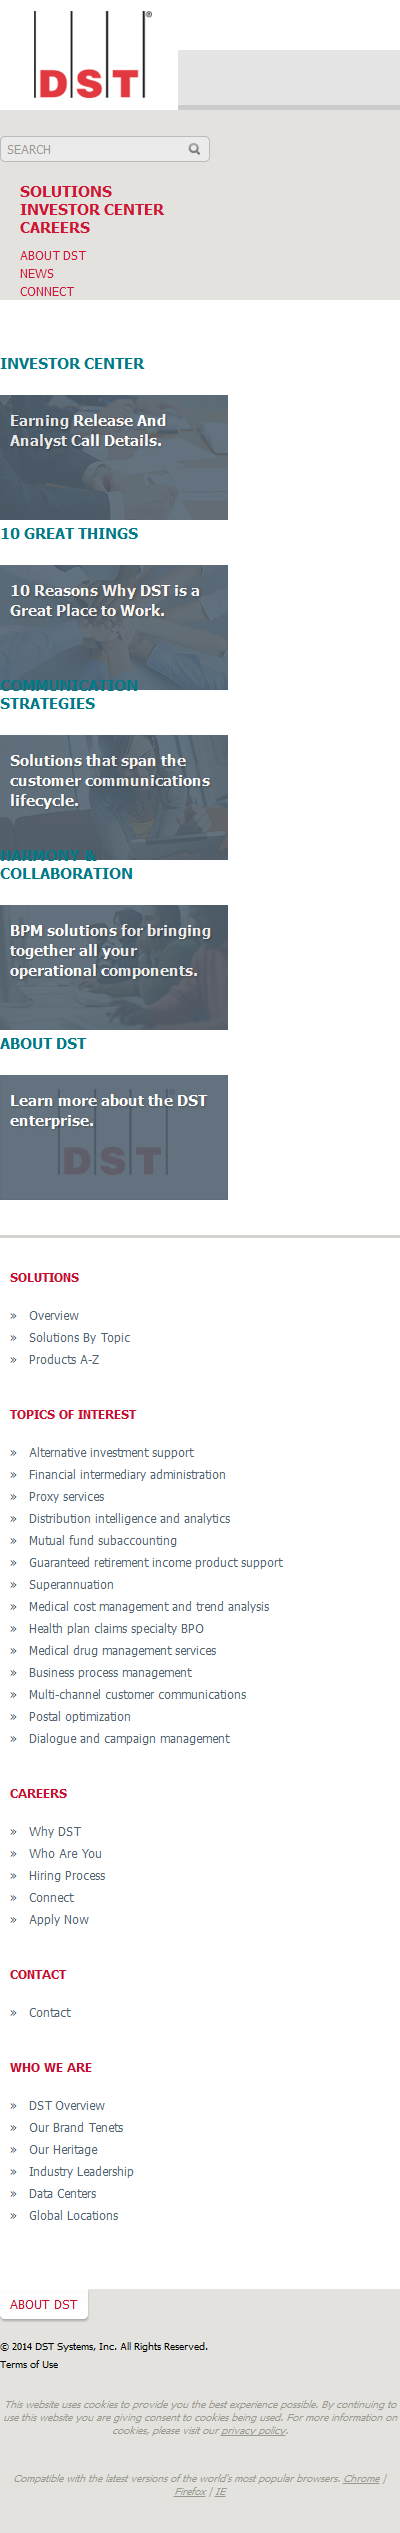 DST®
SEARCH
SOLUTIONS
INVESTOR CENTER
CAREERS
ABOUT DST
NEWS
CONNECT
INVESTOR CENTER
Earning Release And
Analyst Call Details.
10 GREAT THINGS
10 Reasons Why DST is a
Great Place to Work.
COMMUNICATION
STRATEGIES
Solutions that span the
customer communications
lifecycle.
HARMONY &
COLLABORATION
BPM solutions for bringing
together all your
operational components.
ABOUT DST
Learn more about the DST
enterprise.
DST
SOLUTIONS
» Overview
» Solutions By Topic
» Products A-Z
TOPICS OF INTEREST
» Alternative investment support
» Financial intermediary administration
» Proxy services
» Distribution intelligence and analytics
» Mutual fund subaccounting
» Guaranteed retirement income product support
» Superannuation
» Medical cost management and trend analysis
» Health plan claims specialty BPO
» Medical drug management services
» Business process management
» Multi-channel customer communications
» Postal optimization
» Dialogue and campaign management
CAREERS
» Why DST
» Who Are You
» Hiring Process
» Connect
» Apply Now
CONTACT
» Contact
WHO WE ARE
» DST Overview
» Our Brand Tenets
» Our Heritage
» Industry Leadership
» Data Centers
» Global Locations
ABOUT DST
© 2014 DST Systems, Inc. All Rights Reserved.
Terms of Use
This website uses cookies to provide you the best experience possible. By continuing to
use this website you are giving consent to cookies being used. For more information on
cookies, please visit our privacy policy.
Compatible with the latest versions of the world's most popular browsers. Chrome |
Firefox | IE